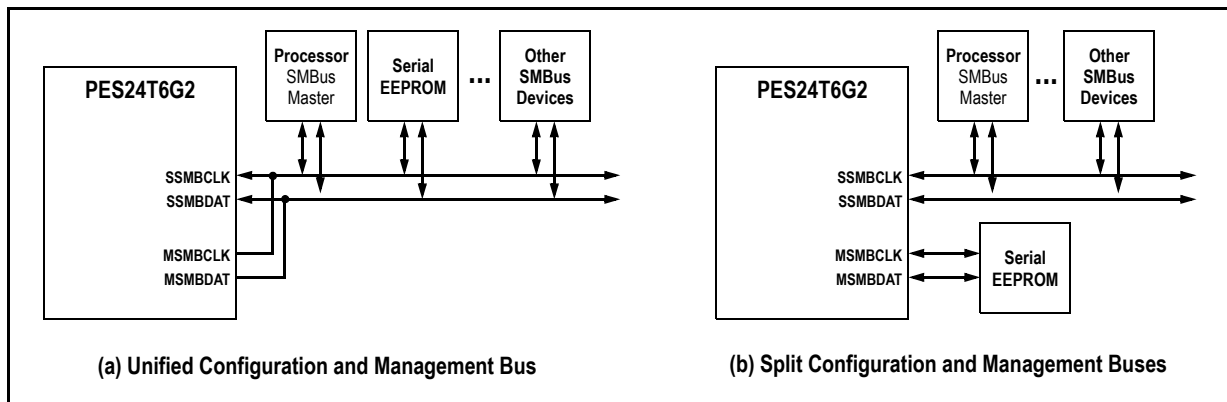 PES24T6G2
Processor
SMBus
Master
Serial
EEPROM
...
Other
SMBus
Devices
SSMBCLK
SSMBDAT
MSMBCLK
MSMBDAT
(a) Unified Configuration and Management Bus
PES24T6G2
Processor
SMBus
Master
...
Other
SMBus
Devices
SSMBCLK
SSMBDAT
MSMBCLK
MSMBDAT
Serial
EEPROM
(b) Split Configuration and Management Buses